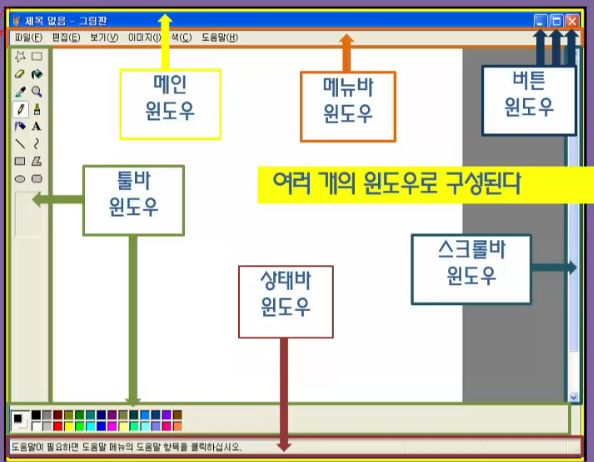 제목 없음 - 그림판
파일(F) 편집(E) 보기(V) 이미지(I) 색(C) 도움말(H)
메인
윈도우
메뉴바
윈도우
버튼
윈도우
A
여러 개의 윈도우로 구성된다
툴바
윈도우
스크롤바
윈도우
상태바
윈도우
도움말이 필요하면 도움말 메뉴의 도움말 항목을 클릭하십시오.